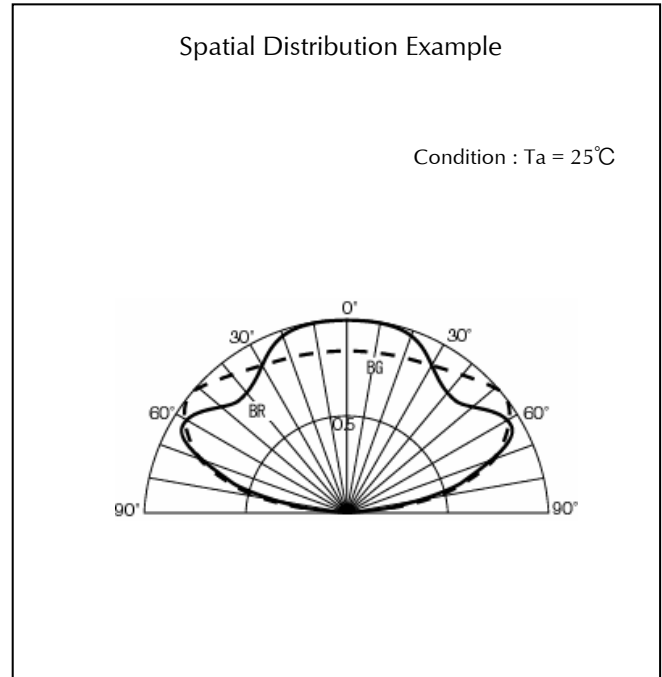 Spatial Distribution Example
Condition : Ta = 25℃
0°
30°
30°
BG
BR
0.5
60°
60°
90°
90°